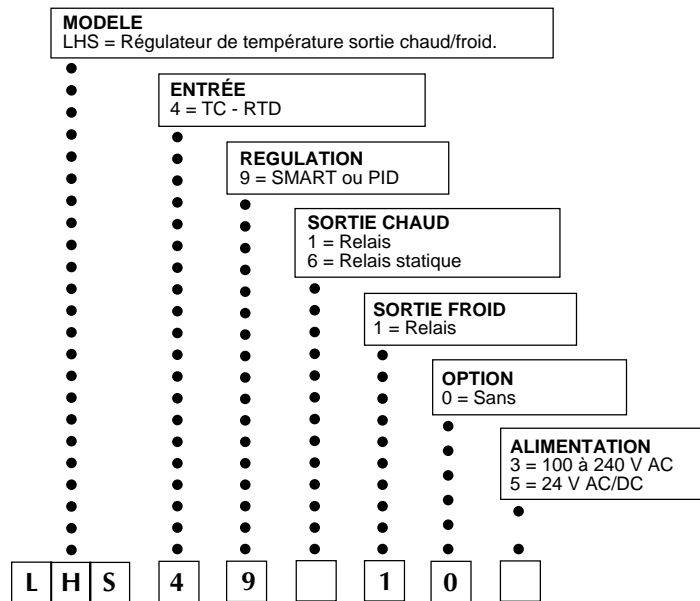 MODELE
LHS = Régulateur de température sortie chaud/froid.
ENTRÉE
4 = TC - RTD
REGULATION
9 = SMART ou PID
SORTIE CHAUD
1 = Relais
6 = Relais statique
SORTIE FROID
1 = Relais
OPTION
0 = Sans
ALIMENTATION
3 = 100 à 240 V AC
5 = 24 V AC/DC
L H S 4 9 1 0